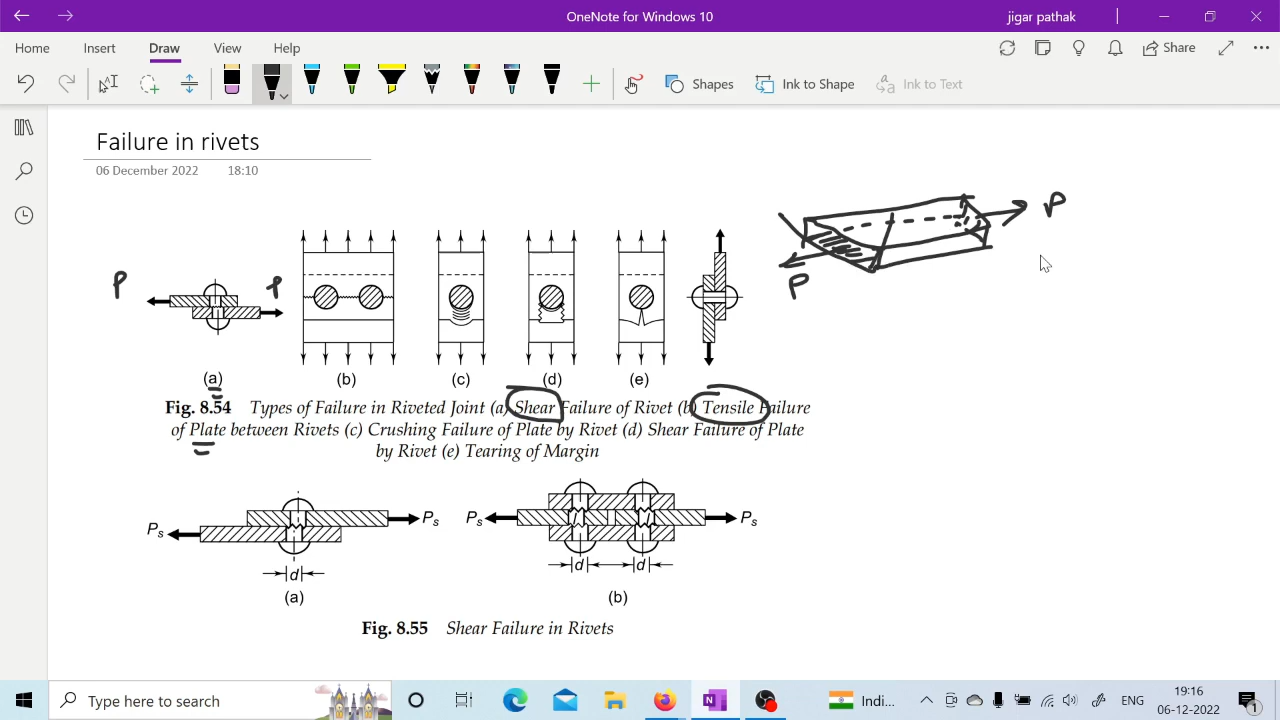 OneNote for Windows 10
jigar pathak
Home Insert Draw View Help
Share
Shapes Ink to Shape Ink to Text
Failure in rivets
06 December 2022 18:10
P P P P
(a) (b) (c) (d) (e)
Fig. 8.54 Types of Failure in Riveted Joint (a) Shear Failure of Rivet (b) Tensile Failure
of Plate between Rivets (c) Crushing Failure of Plate by Rivet (d) Shear Failure of Plate
by Rivet (e) Tearing of Margin
Ps Ps Ps Ps
d d d
(a) (b)
Fig. 8.55 Shear Failure in Rivets
Type here to search
Indi... ENG 19:16
06-12-2022
1